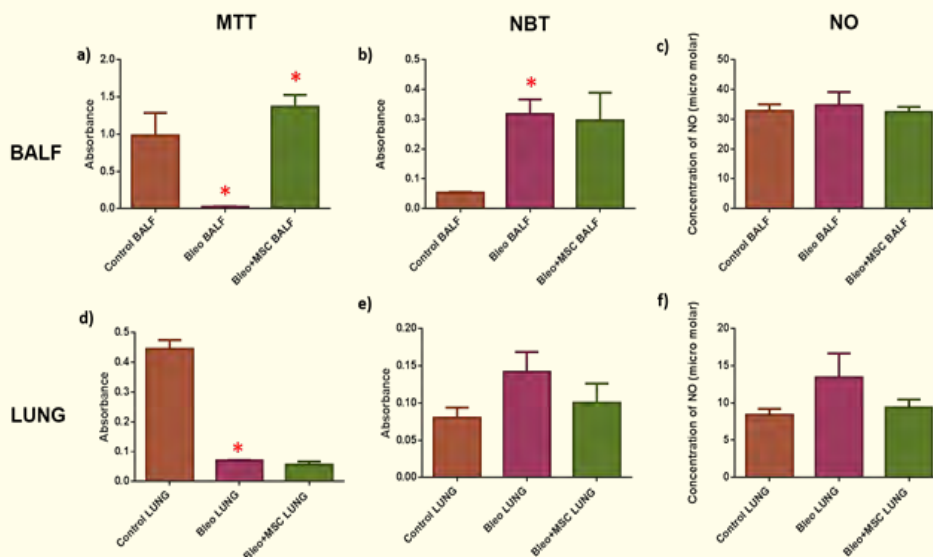 MTT
NBT
NO
BALF
a)
Absorbance
2.0
1.5
1.0
0.5
0.0
*
*
Control BALF
Bleo BALF
Bleo+MSC BALF
b)
Absorbance
0.5
0.4
0.3
0.2
0.1
0.0
*
Control BALF
Bleo BALF
Bleo+MSC BALF
c)
Concentration of NO (micro molar)
50
40
30
20
10
0
Control BALF
Bleo BALF
Bleo+MSC BALF
LUNG
d)
Absorbance
0.5
0.4
0.3
0.2
0.1
0.0
*
Control LUNG
Bleo LUNG
Bleo+MSC LUNG
e)
Absorbance
0.20
0.15
0.10
0.05
0.00
Control LUNG
Bleo LUNG
Bleo+MSC LUNG
f)
Concentration of NO (micro molar)
20
15
10
5
0
Control LUNG
Bleo LUNG
Bleo+MSC LUNG